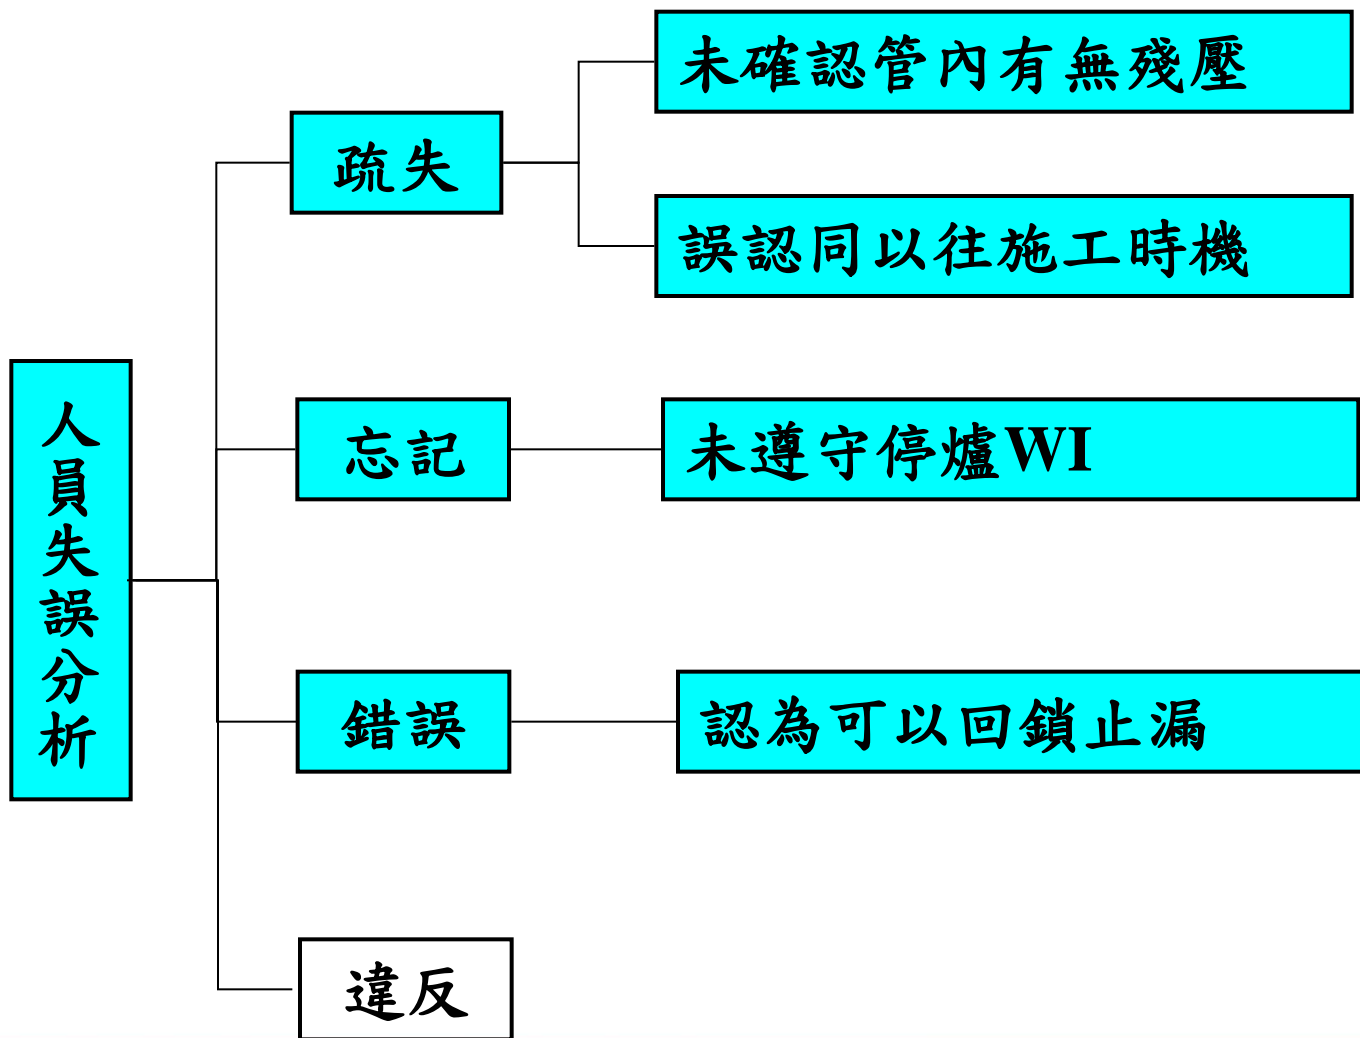 人員失誤分析
疏失
未確認管內有無殘壓
誤認同以往施工時機
忘記
未遵守停爐WI
錯誤
認為可以回鎖止漏
違反